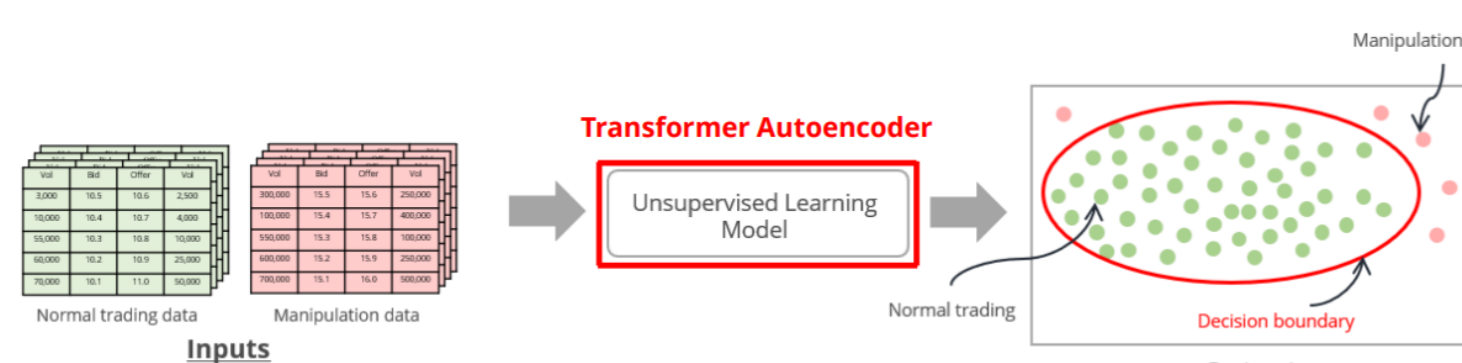 Manipulation
Transformer Autoencoder
Vol Bid Offer Vol
3,000 10.5 10.6 2,500
10,000 10.4 10.7 4,000
55,000 10.3 10.8 10,000
60,000 10.2 10.9 25,000
70,000 10.1 11.0 50,000
Vol Bid Offer Vol
300,000 15.5 15.6 250,000
100,000 15.4 15.7 400,000
550,000 15.3 15.8 100,000
600,000 15.2 15.9 250,000
700,000 15.1 16.0 500,000
Unsupervised Learning
Model
Normal trading data
Manipulation data
Inputs
Normal trading
Decision boundary